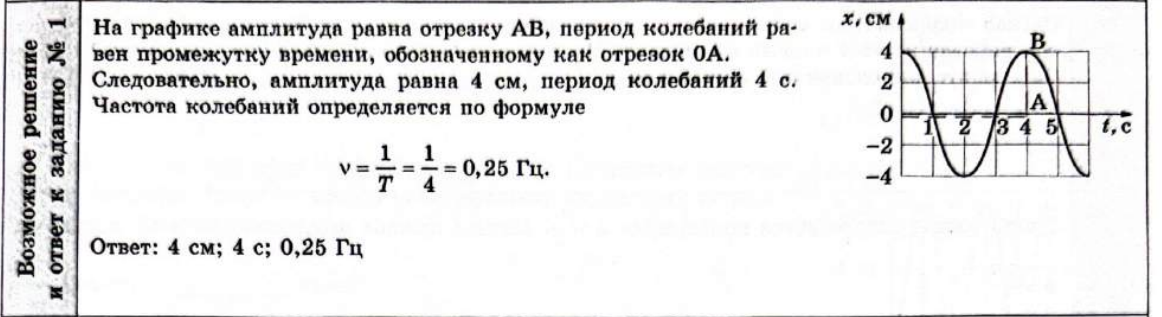 Возможное решение
и ответ к заданию № 1
На графике амплитуда равна отрезку АВ, период колебаний ра-
вен промежутку времени, обозначенному как отрезок 0А.
Следовательно, амплитуда равна 4 см, период колебаний 4 с.
Частота колебаний определяется по формуле
ν = 1/T = 1/4 = 0,25 Гц.
Ответ: 4 см; 4 с; 0,25 Гц
x, см
4
2
0
−2
−4
B
A
1 2 3 4 5
t, с